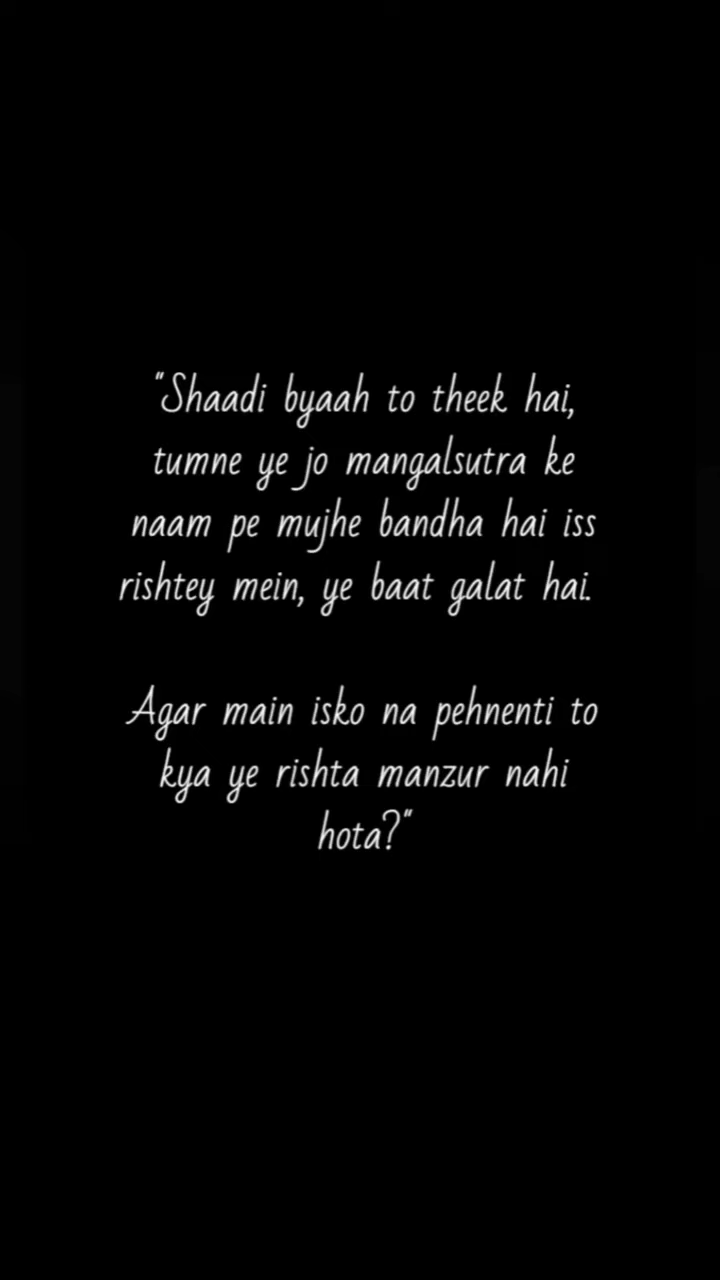 "Shaadi byaah to theek hai,
tumne ye jo mangalsutra ke
naam pe mujhe bandha hai iss
rishtey mein, ye baat galat hai.
Agar main isko na pehnenti to
kya ye rishta manzur nahi
hota?"